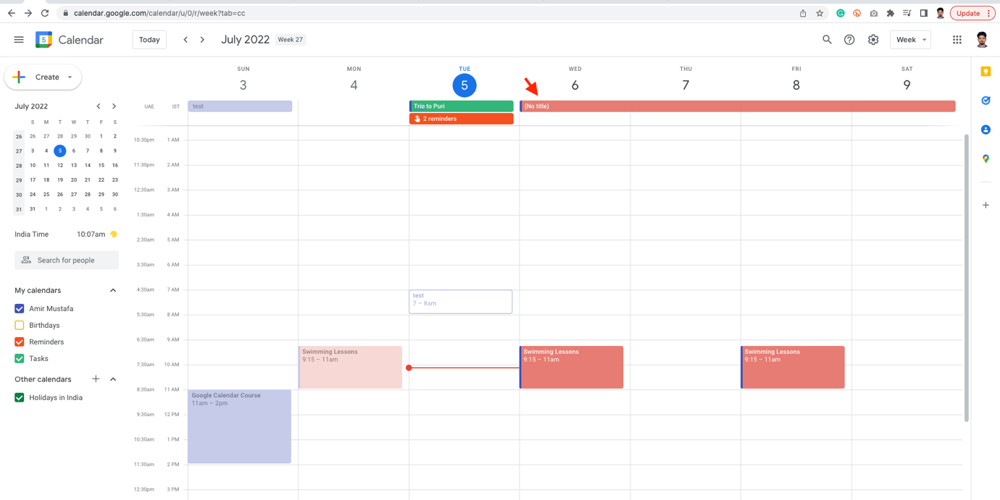 calendar.google.com/calendar/u/0/r/week?tab=cc
Update
5 Calendar
Today
July 2022 Week 27
Week
Create
July 2022
S M T W T F S
26 26 27 28 29 30 1 2
27 3 4 5 6 7 8 9
28 10 11 12 13 14 15 16
29 17 18 19 20 21 22 23
30 24 25 26 27 28 29 30
31 31 1 2 3 4 5 6
India Time 10:07am
Search for people
My calendars
Amir Mustafa
Birthdays
Reminders
Tasks
Other calendars
Holidays in India
SUN MON TUE WED THU FRI SAT
3 4 5 6 7 8 9
UAE IST
test
Trio to Puri
(No title)
2 reminders
10:30pm 1 AM
11:30pm 2 AM
12:30am 3 AM
1:30am 4 AM
2:30am 5 AM
3:30am 6 AM
4:30am 7 AM
5:30am 8 AM
6:30am 9 AM
7:30am 10 AM
8:30am 11 AM
9:30am 12 PM
10:30am 1 PM
11:30am 2 PM
12:30pm 3 PM
test
7 – 8am
Swimming Lessons
9:15 – 11am
Swimming Lessons
9:15 – 11am
Swimming Lessons
9:15 – 11am
Google Calendar Course
11am – 2pm